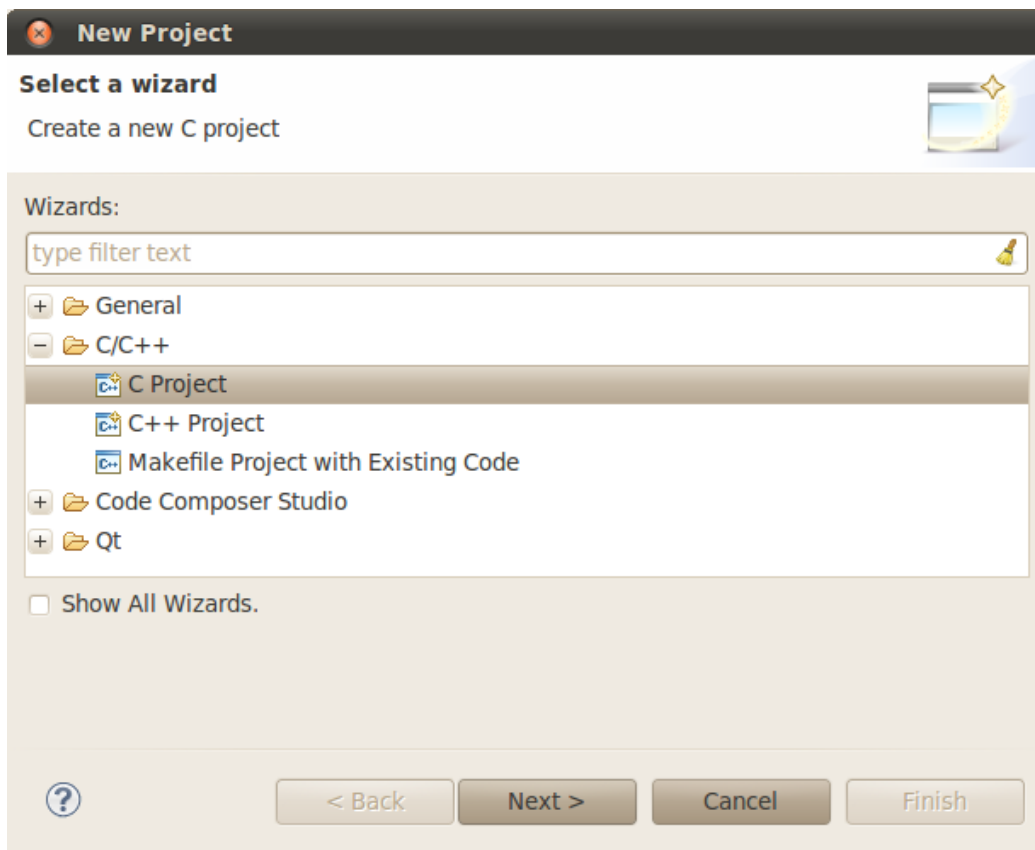 New Project
Select a wizard
Create a new C project
Wizards:
type filter text
General
C/C++
C Project
C++ Project
Makefile Project with Existing Code
Code Composer Studio
Qt
Show All Wizards.
? < Back Next > Cancel Finish